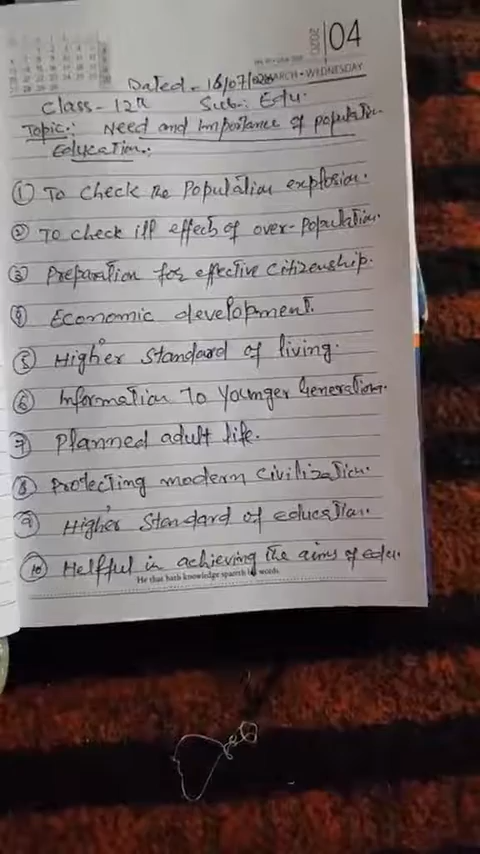 04
2020
MARCH • WEDNESDAY
Dated - 16/07/
Class - 12th Sub: Edu.
Topic: Need and importance of population
Education:
① To check the Population explosion.
② To check ill effects of over-population.
③ Preparation for effective citizenship.
④ Economic development.
⑤ Higher Standard of living.
⑥ Information To Younger Generation.
⑦ Planned adult life.
⑧ Protecting modern civilization.
⑨ Higher Standard of education.
⑩ Helpful in achieving the aims of edu.
He that hath knowledge spareth his words